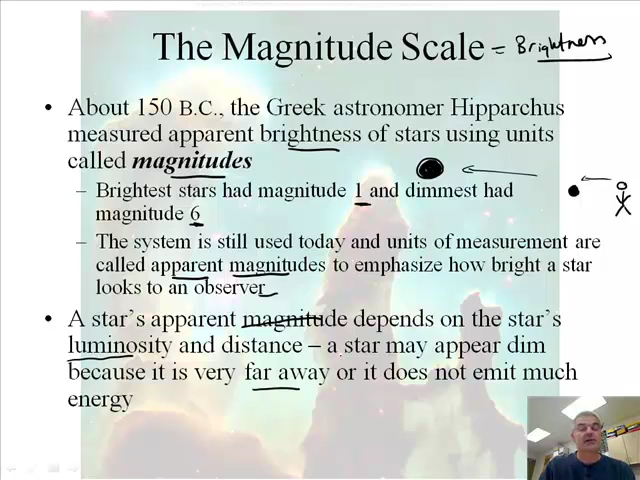 The Magnitude Scale = Brightness
• About 150 B.C., the Greek astronomer Hipparchus
measured apparent brightness of stars using units
called magnitudes
– Brightest stars had magnitude 1 and dimmest had
magnitude 6
– The system is still used today and units of measurement are
called apparent magnitudes to emphasize how bright a star
looks to an observer
• A star's apparent magnitude depends on the star's
luminosity and distance – a star may appear dim
because it is very far away or it does not emit much
energy